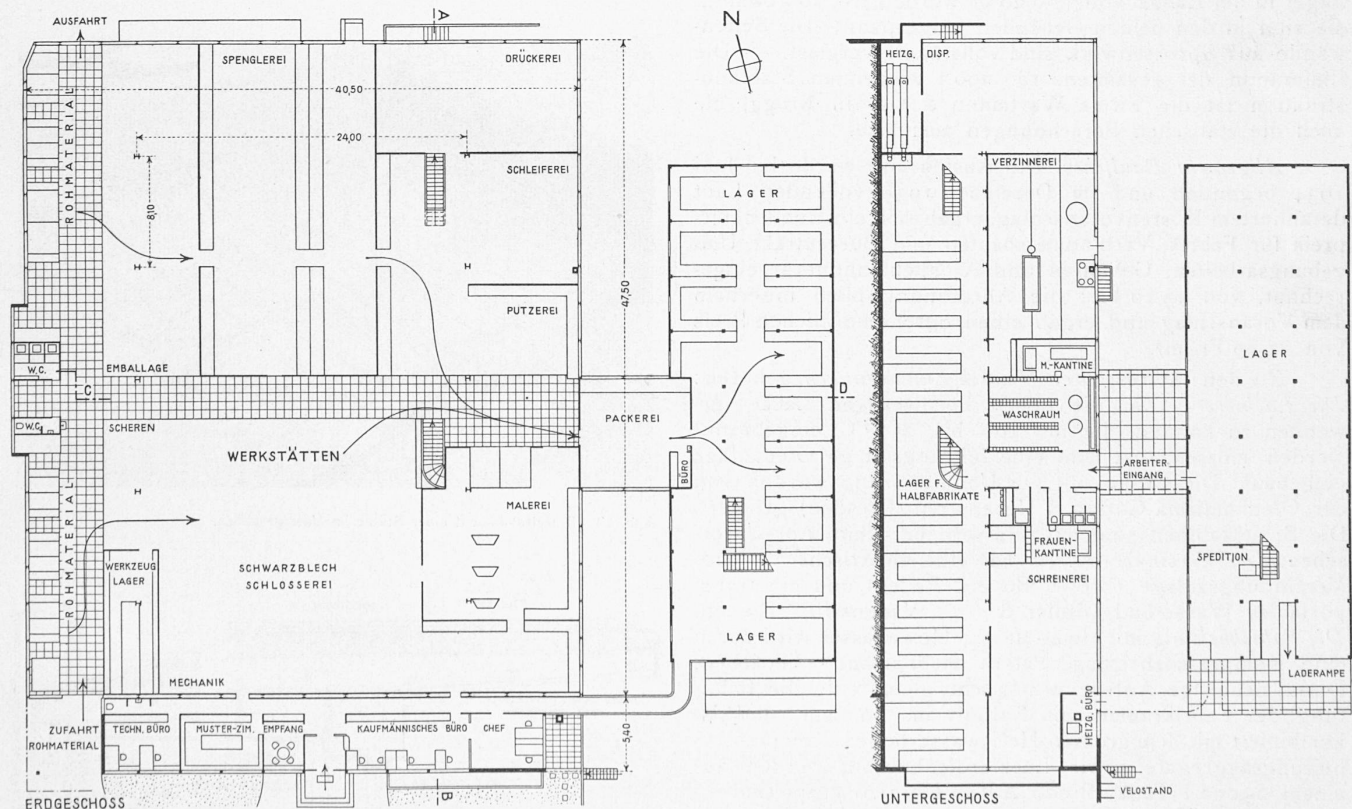 AUSFAHRT
A
N
SPENGLEREI
DRÜCKEREI
HEIZG.
DISP.
40,50
24,00
ROHMATERIAL
8,10
SCHLEIFEREI
LAGER
VERZINNEREI
47,50
PUTZEREI
W.C.
EMBALLAGE
C
D
M.-KANTINE
LAGER
W.C.
SCHEREN
PACKEREI
WASCHRAUM
WERKSTÄTTEN
BÜRO
ARBEITER
EINGANG
LAGER F.
HALBFABRIKATE
MALEREI
ROHMATERIAL
FRAUEN-
KANTINE
SPEDITION
WERKZEUG
LAGER
SCHWARZBLECH
SCHLOSSEREI
SCHREINEREI
LAGER
LADERAMPE
MECHANIK
ZUFAHRT
ROHMATERIAL
TECHN. BÜRO
MUSTER-ZIM.
EMPFANG
KAUFMÄNNISCHES BÜRO
CHEF
5,40
HEIZG. BÜRO
B
VELOSTAND
ERDGESCHOSS
UNTERGESCHOSS